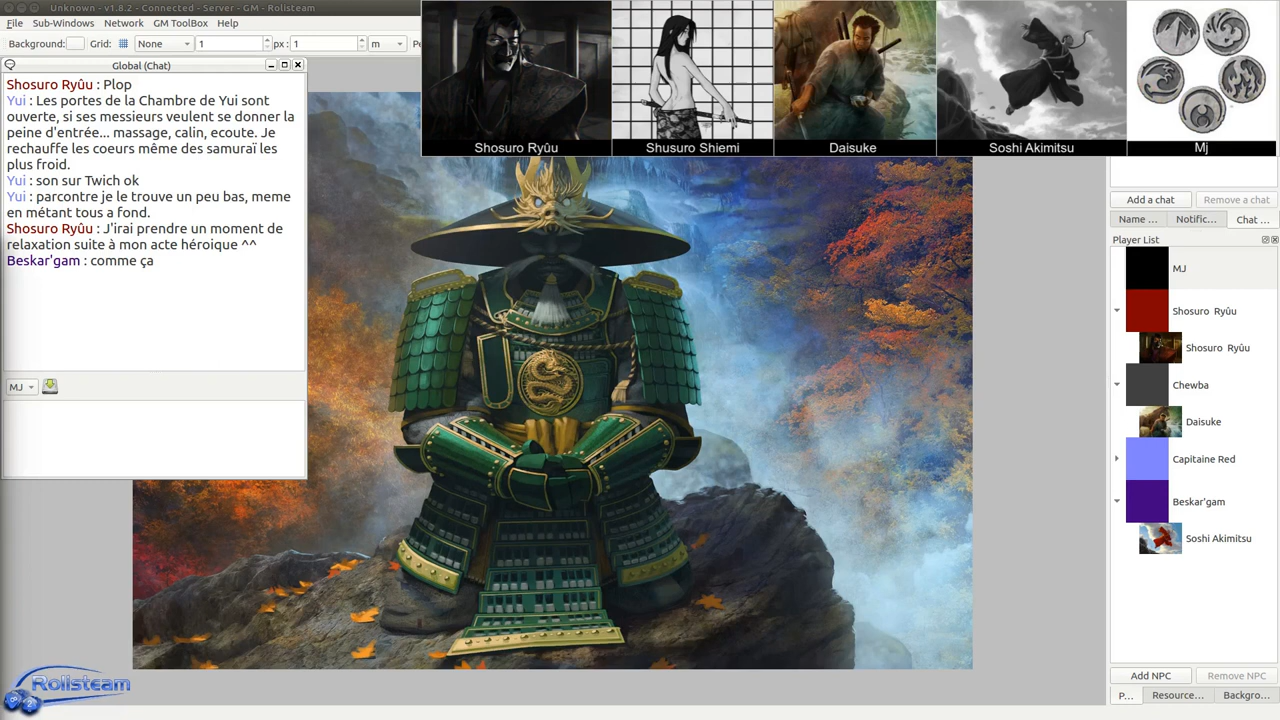 Unknown - v1.8.2 - Connected - Server - GM - Rolisteam
File Sub-Windows Network GM ToolBox Help
Background: Grid: None 1 px : 1 m
Global (Chat)
Shosuro Ryûu : Plop
Yui : Les portes de la Chambre de Yui sont
ouverte, si ses messieurs veulent se donner la
peine d'entrée... massage, calin, ecoute. Je
rechauffe les coeurs même des samuraï les
plus froid.
Yui : son sur Twich ok
Yui : parcontre je le trouve un peu bas, meme
en métant tous a fond.
Shosuro Ryûu : J'irai prendre un moment de
relaxation suite à mon acte héroique ^^
Beskar'gam : comme ça
MJ
Shosuro Ryûu
Shusuro Shiemi
Daisuke
Soshi Akimitsu
Mj
Add a chat Remove a chat
Name ... Notific... Chat ...
Player List
MJ
Shosuro Ryûu
Shosuro Ryûu
Chewba
Daisuke
Capitaine Red
Beskar'gam
Soshi Akimitsu
Add NPC Remove NPC
P... Resource... Backgro...
Rolisteam